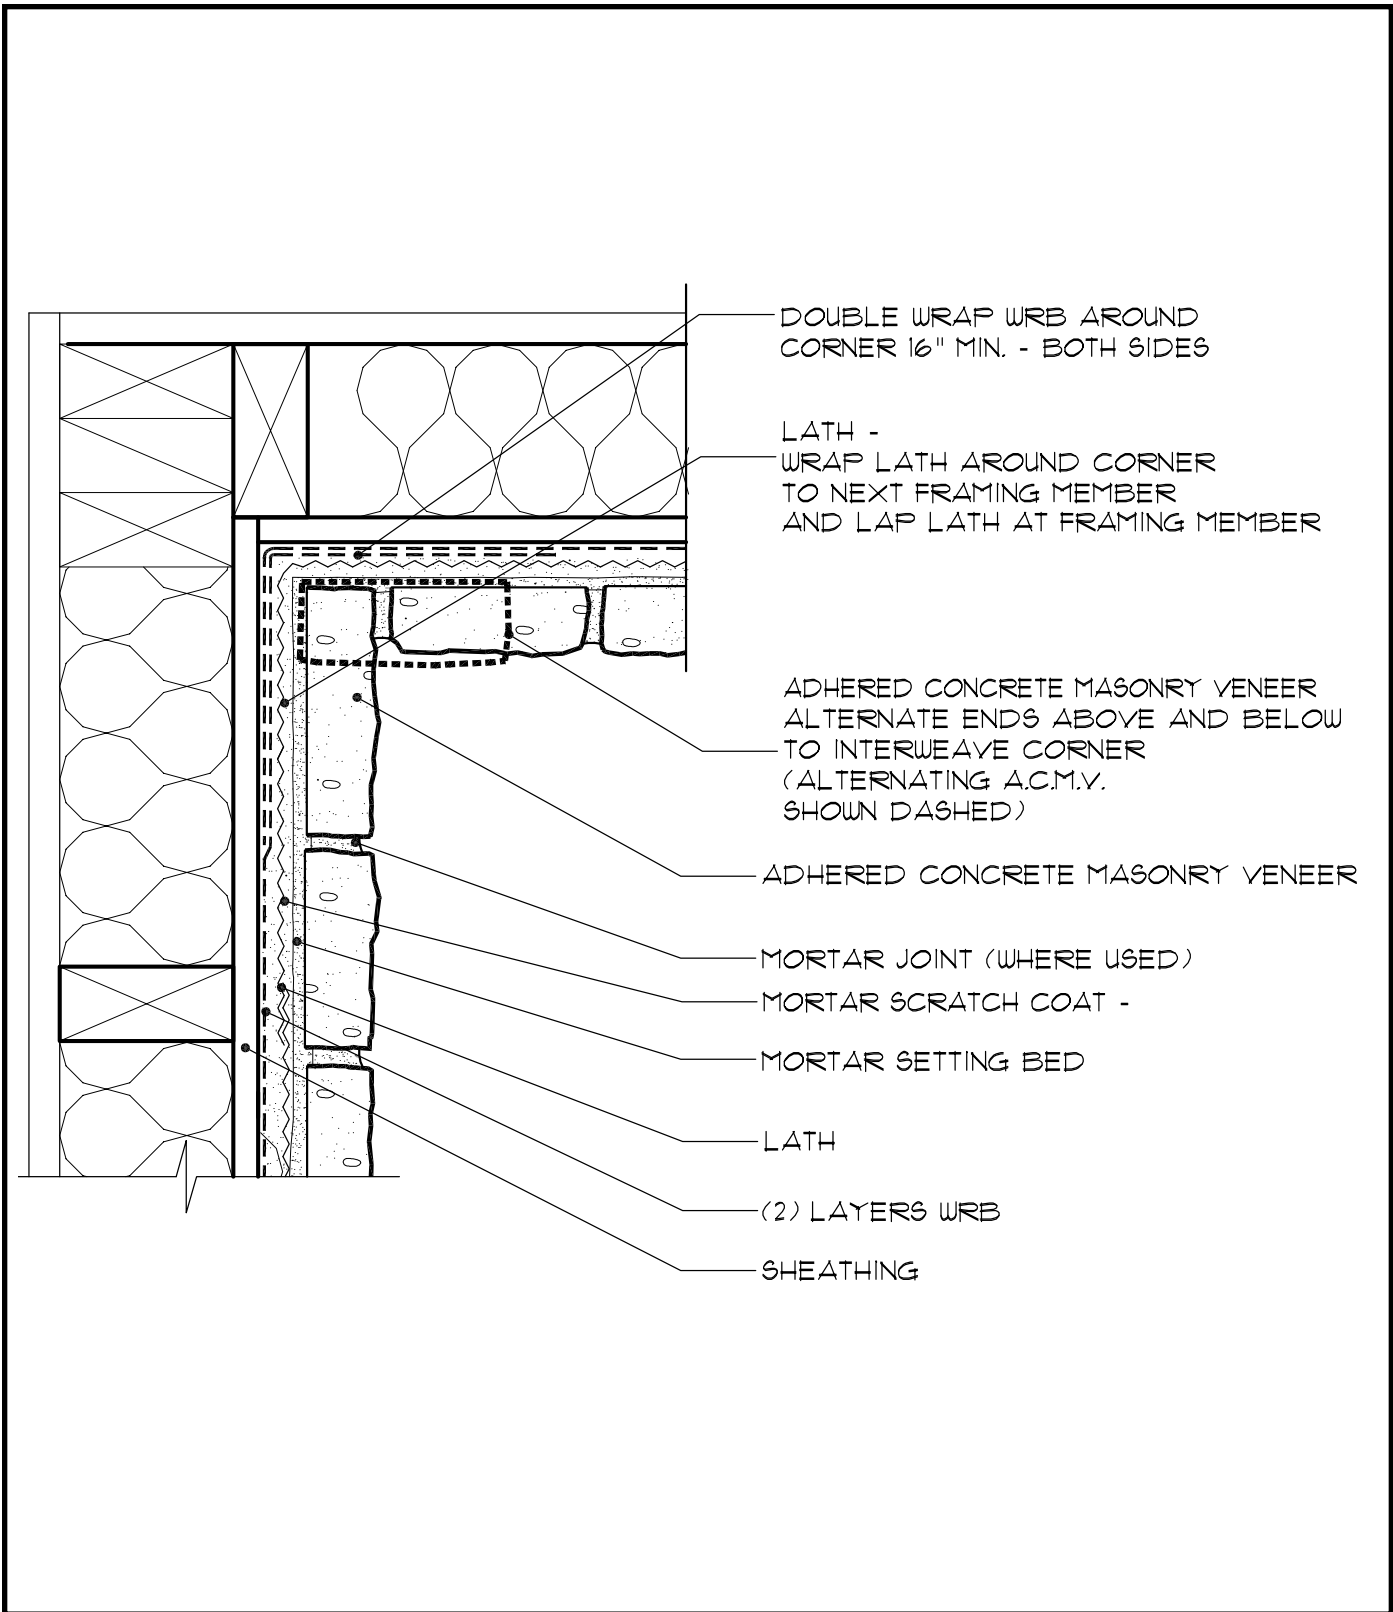 DOUBLE WRAP WRB AROUND
CORNER 16" MIN. - BOTH SIDES
LATH -
WRAP LATH AROUND CORNER
TO NEXT FRAMING MEMBER
AND LAP LATH AT FRAMING MEMBER
ADHERED CONCRETE MASONRY VENEER
ALTERNATE ENDS ABOVE AND BELOW
TO INTERWEAVE CORNER
(ALTERNATING A.C.M.V.
SHOWN DASHED)
ADHERED CONCRETE MASONRY VENEER
MORTAR JOINT (WHERE USED)
MORTAR SCRATCH COAT -
MORTAR SETTING BED
LATH
(2) LAYERS WRB
SHEATHING